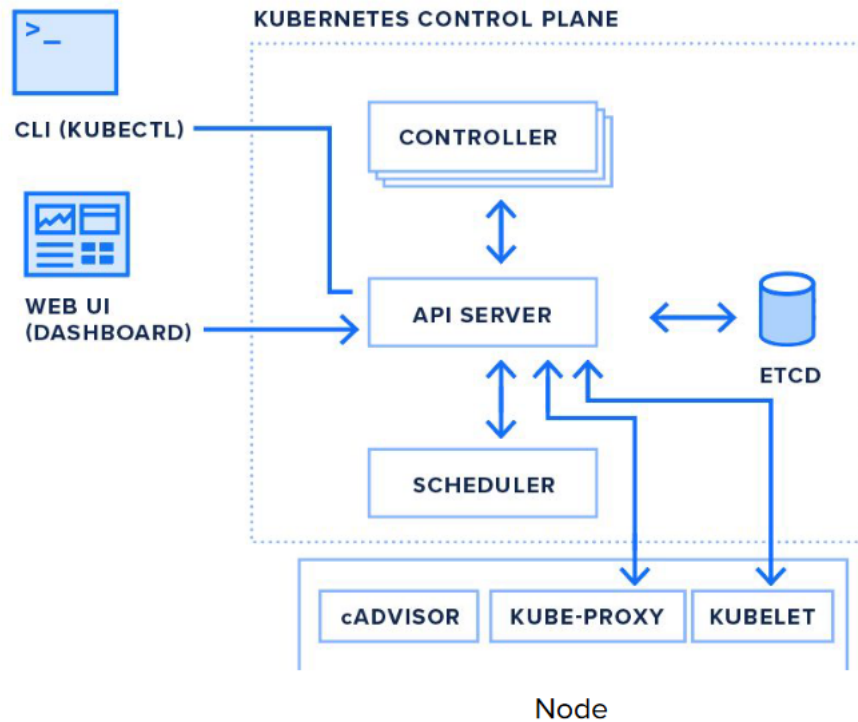 KUBERNETES CONTROL PLANE
>_
CLI (KUBECTL)
CONTROLLER
WEB UI
(DASHBOARD)
API SERVER
ETCD
SCHEDULER
cADVISOR
KUBE-PROXY
KUBELET
Node